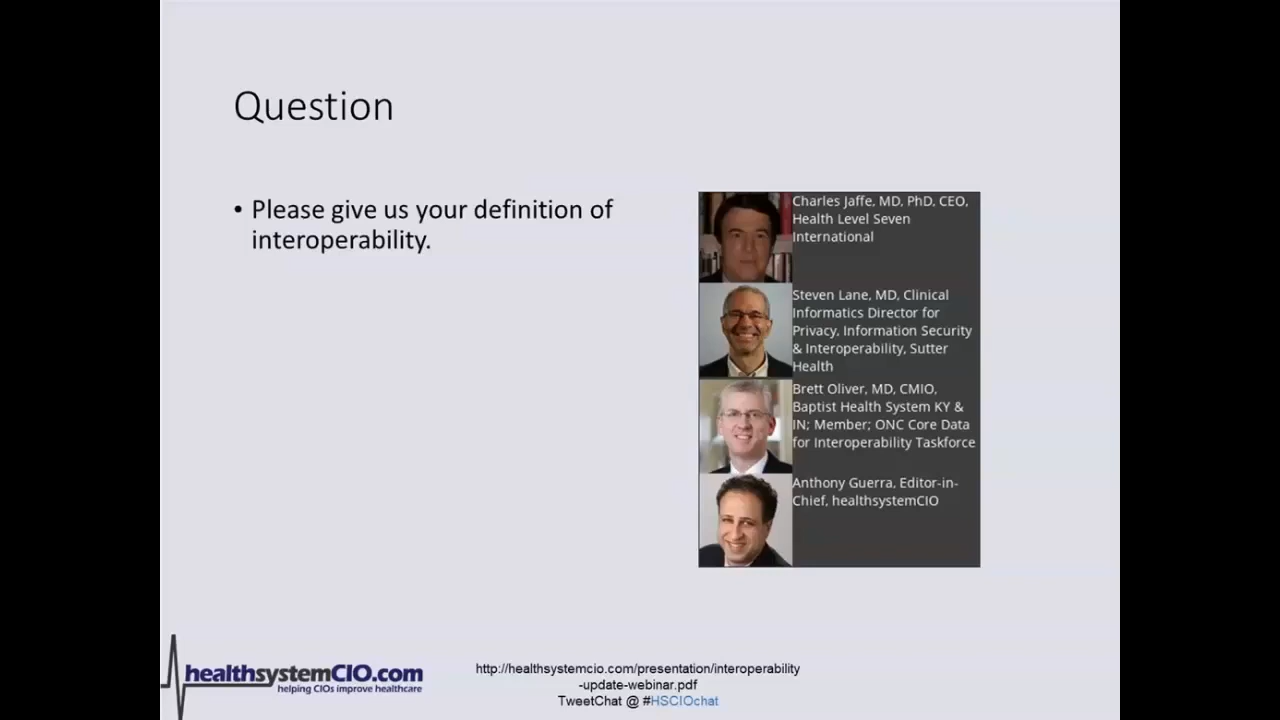 Question
• Please give us your definition of
interoperability.
Charles Jaffe, MD, PhD, CEO,
Health Level Seven
International
Steven Lane, MD, Clinical
Informatics Director for
Privacy, Information Security
& Interoperability, Sutter
Health
Brett Oliver, MD, CMIO,
Baptist Health System KY &
IN; Member; ONC Core Data
for Interoperability Taskforce
Anthony Guerra, Editor-in-
Chief, healthsystemCIO
healthsystemCIO.com
helping CIOs improve healthcare
http://healthsystemcio.com/presentation/interoperability
-update-webinar.pdf
TweetChat @ #HSCIOchat